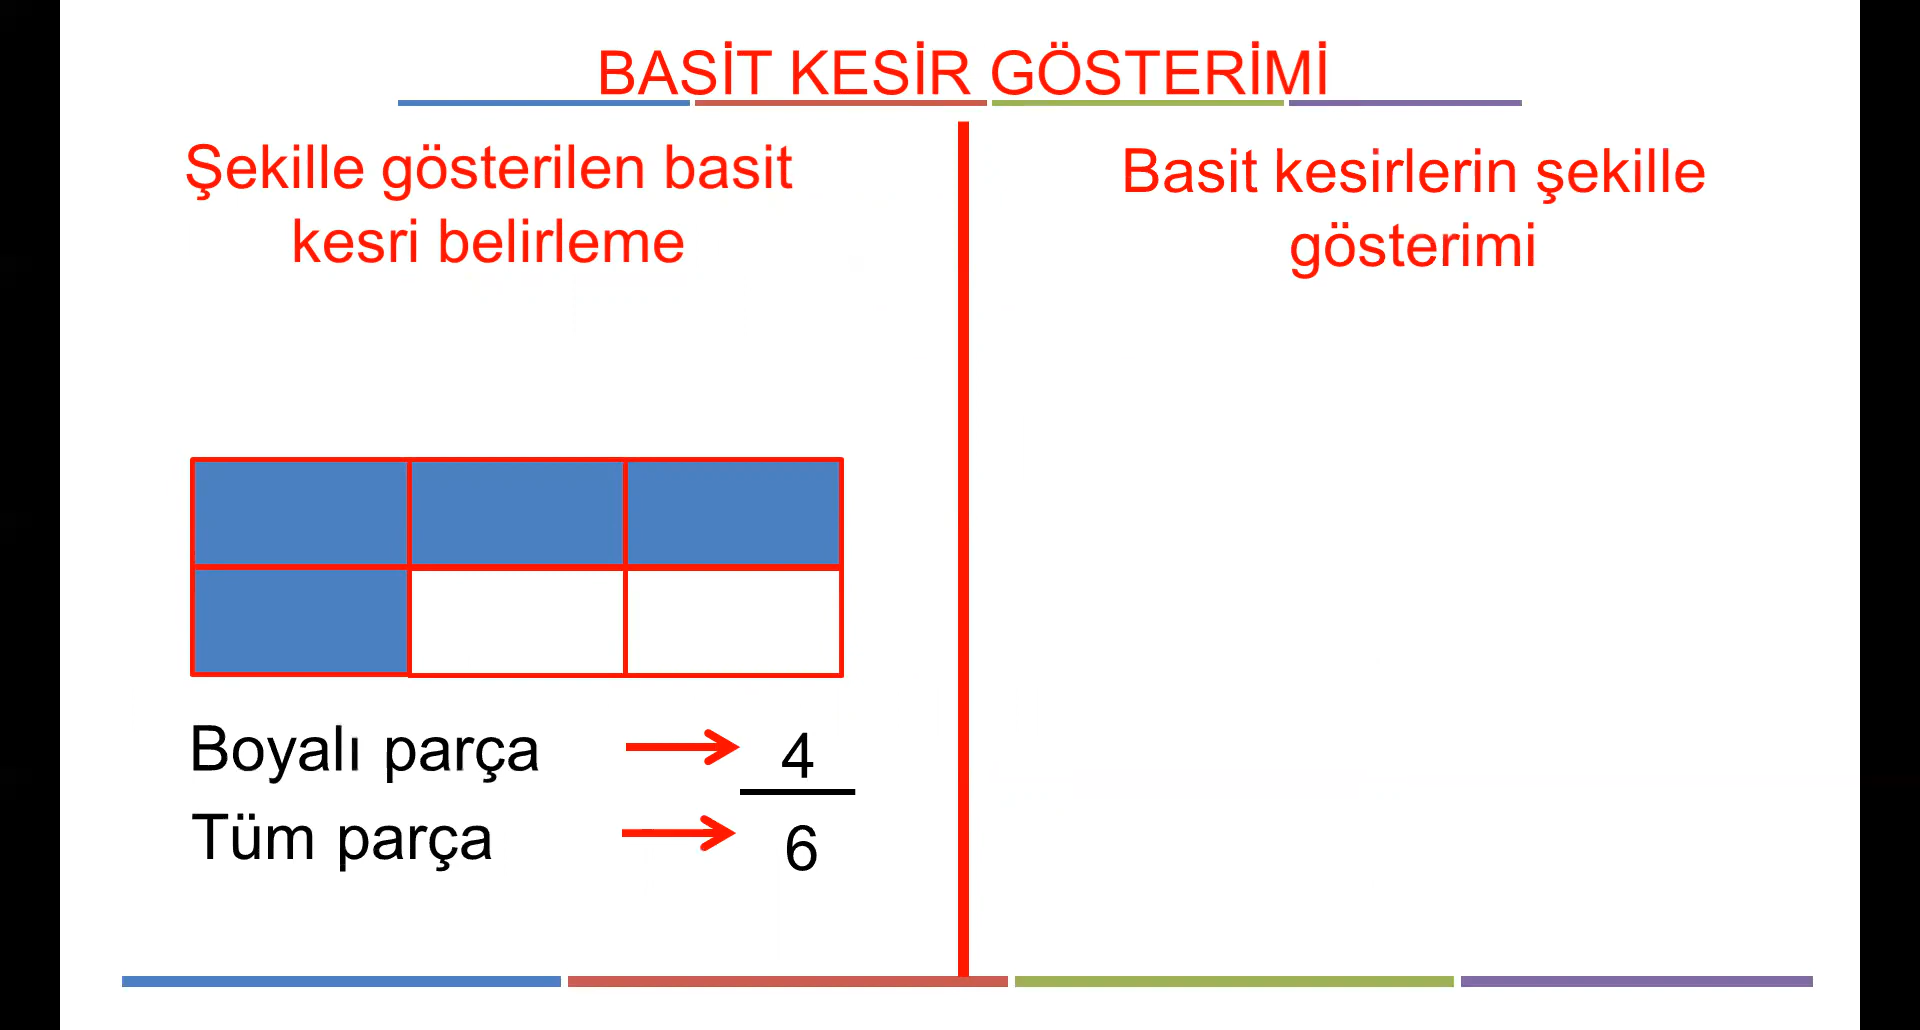 BASİT KESİR GÖSTERİMİ
Şekille gösterilen basit
kesri belirleme
Boyalı parça 4
Tüm parça 6
Basit kesirlerin şekille
gösterimi